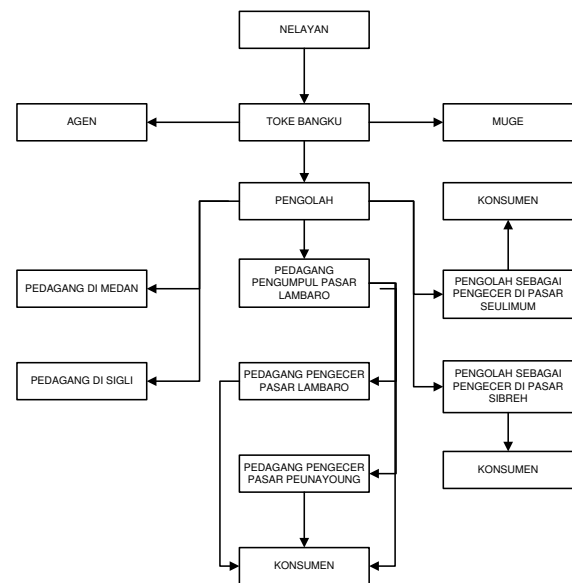 NELAYAN
AGEN
TOKE BANGKU
MUGE
PENGOLAH
KONSUMEN
PEDAGANG DI MEDAN
PEDAGANG
PENGUMPUL PASAR
LAMBARO
PENGOLAH SEBAGAI
PENGECER DI PASAR
SEULIMUM
PEDAGANG DI SIGLI
PEDAGANG PENGECER
PASAR LAMBARO
PENGOLAH SEBAGAI
PENGECER DI PASAR
SIBREH
PEDAGANG PENGECER
PASAR PEUNAYOUNG
KONSUMEN
KONSUMEN